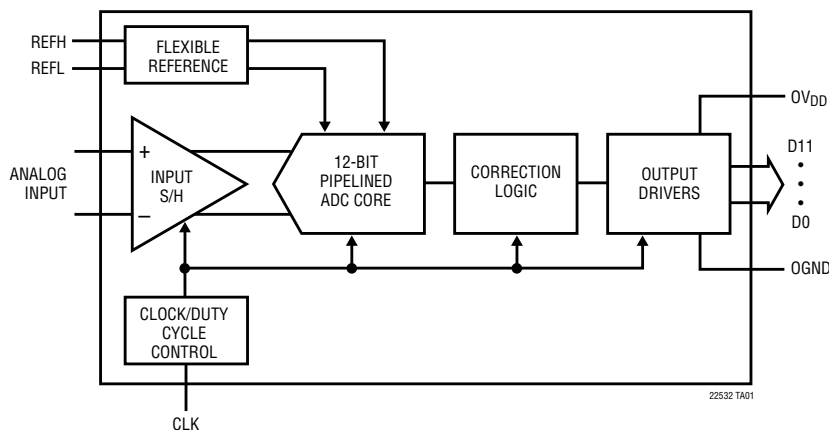 REFH
REFL
FLEXIBLE
REFERENCE
OVDD
ANALOG
INPUT
+
−
INPUT
S/H
12-BIT
PIPELINED
ADC CORE
CORRECTION
LOGIC
OUTPUT
DRIVERS
D11
•
•
•
D0
OGND
CLOCK/DUTY
CYCLE
CONTROL
CLK
22532 TA01